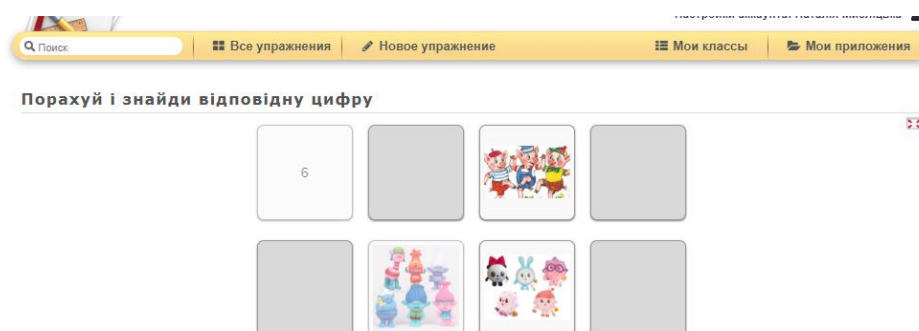 Поиск
Все упражнения
Новое упражнение
Мои классы
Мои приложения
Порахуй і знайди відповідну цифру
6